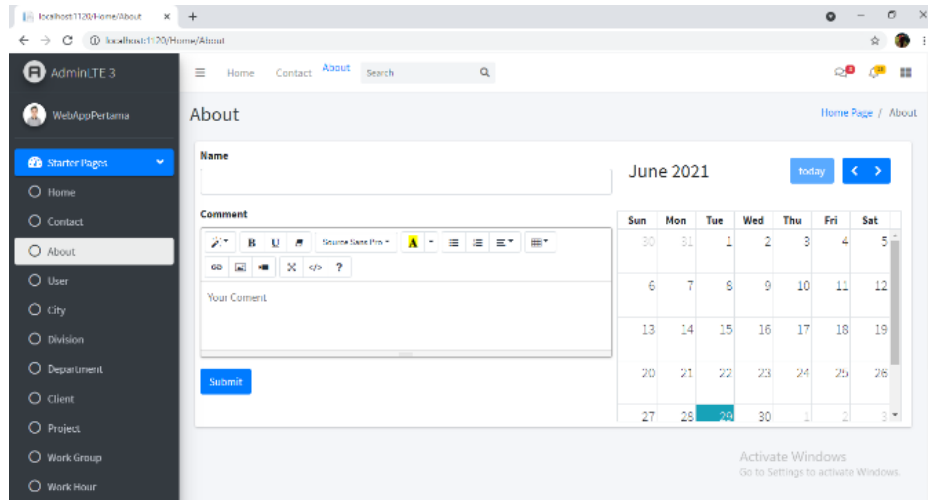 localhost:1120/Home/About
localhost:1120/Home/About
AdminLTE 3
Home Contact About Search
WebAppPertama
About
Home Page / About
Starter Pages
Home
Contact
About
User
City
Division
Department
Client
Project
Work Group
Work Hour
Name
Comment
B U Source Sans Pro A
</> ?
Your Coment
Submit
June 2021
today
Sun Mon Tue Wed Thu Fri Sat
30 31 1 2 3 4 5
6 7 8 9 10 11 12
13 14 15 16 17 18 19
20 21 22 23 24 25 26
27 28 29 30 1 2 3
Activate Windows
Go to Settings to activate Windows.